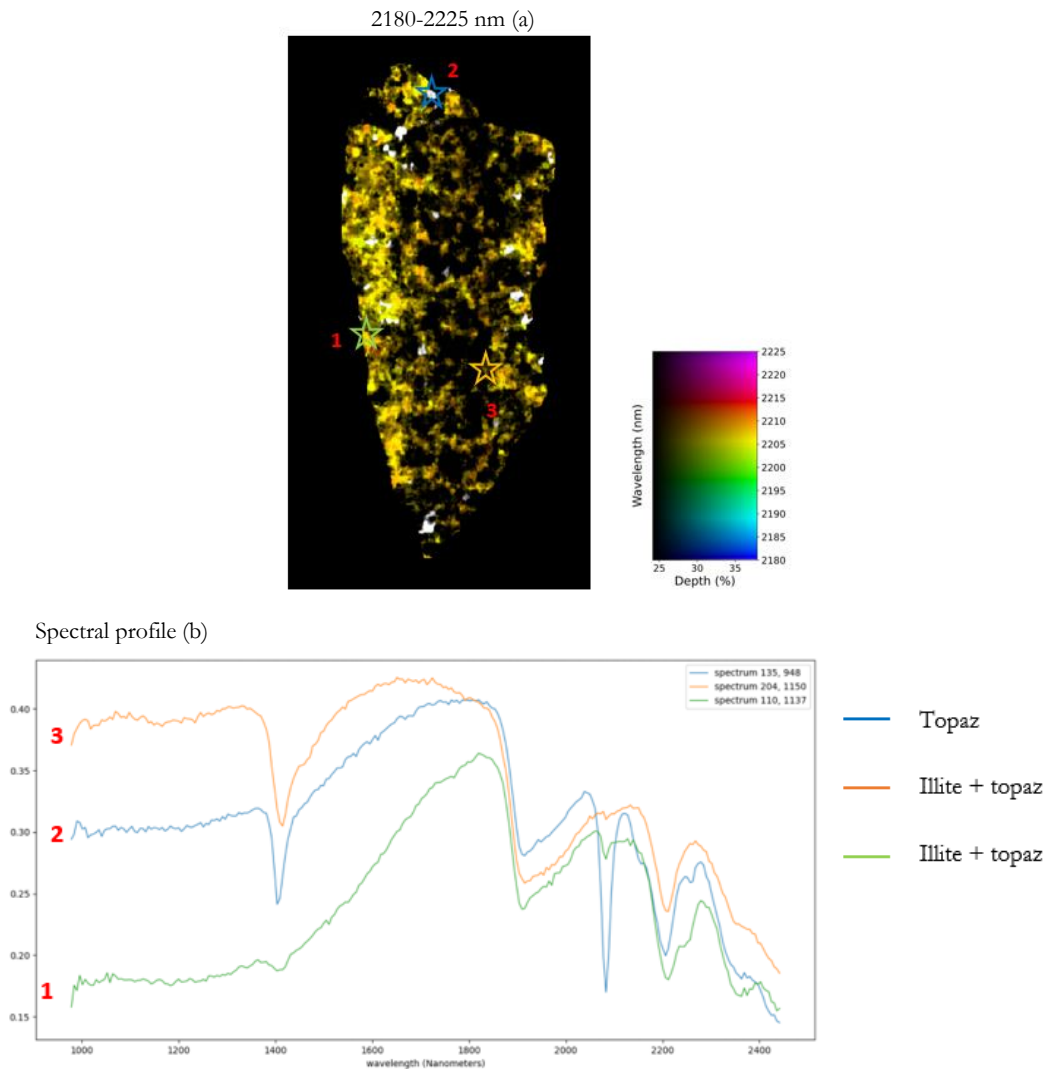 2180-2225 nm (a)
2
1
3
Wavelength (nm)
2225
2220
2215
2210
2205
2200
2195
2190
2185
2180
25 30 35
Depth (%)
Spectral profile (b)
spectrum 135, 948
spectrum 204, 1150
spectrum 110, 1137
0.40
0.35
0.30
0.25
0.20
0.15
3
2
1
1000 1200 1400 1600 1800 2000 2200 2400
wavelength (Nanometers)
Topaz
Illite + topaz
Illite + topaz